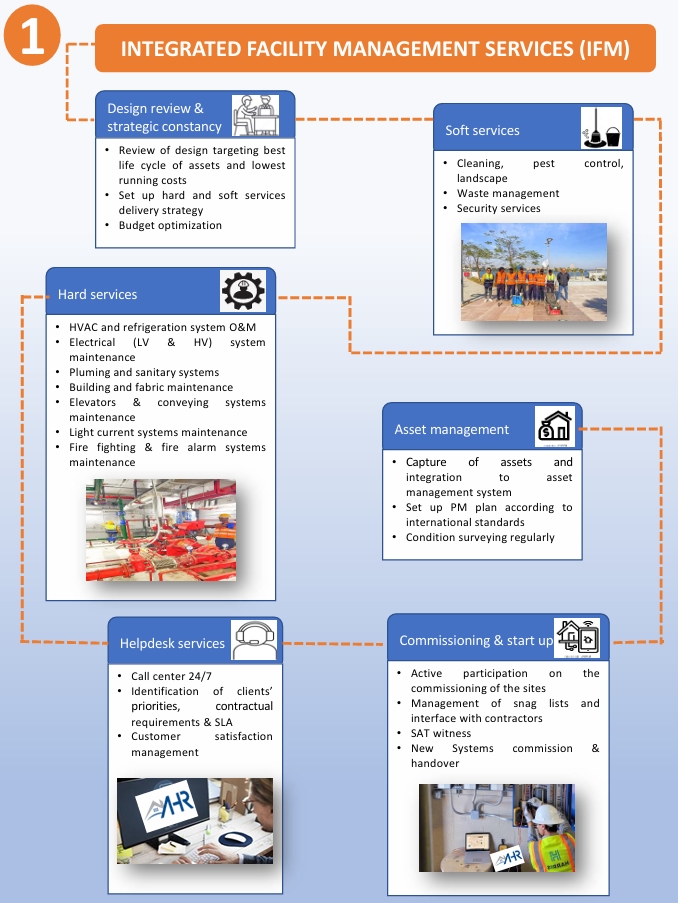 1
INTEGRATED FACILITY MANAGEMENT SERVICES (IFM)
Design review &
strategic constancy
• Review of design targeting best
life cycle of assets and lowest
running costs
• Set up hard and soft services
delivery strategy
• Budget optimization
Soft services
• Cleaning, pest control,
landscape
• Waste management
• Security services
Hard services
• HVAC and refrigeration system O&M
• Electrical (LV & HV) system
maintenance
• Pluming and sanitary systems
• Building and fabric maintenance
• Elevators & conveying systems
maintenance
• Light current systems maintenance
• Fire fighting & fire alarm systems
maintenance
Asset management
• Capture of assets and
integration to asset
management system
• Set up PM plan according to
international standards
• Condition surveying regularly
Helpdesk services
• Call center 24/7
• Identification of clients’
priorities, contractual
requirements & SLA
• Customer satisfaction
management
AHR
Commissioning & start up
• Active participation on the
commissioning of the sites
• Management of snag lists and
interface with contractors
• SAT witness
• New Systems commission &
handover
AHR